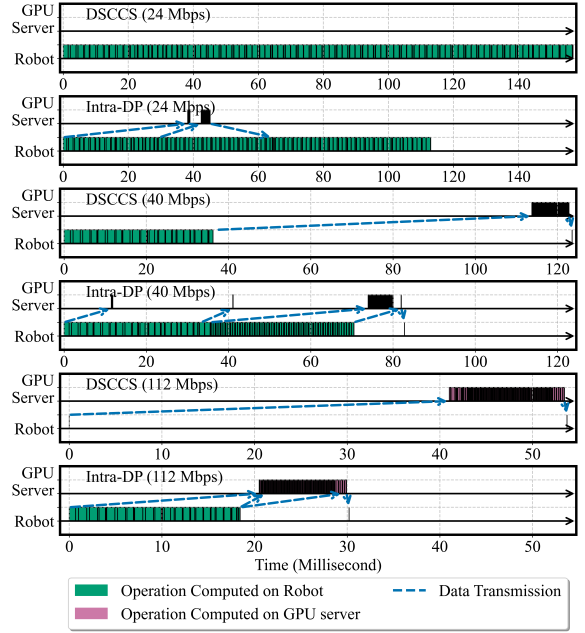 GPU
Server
Robot
DSCCS (24 Mbps)
0 20 40 60 80 100 120 140
GPU
Server
Robot
Intra-DP (24 Mbps)
0 20 40 60 80 100 120 140
GPU
Server
Robot
DSCCS (40 Mbps)
0 20 40 60 80 100 120
GPU
Server
Robot
Intra-DP (40 Mbps)
0 20 40 60 80 100 120
GPU
Server
Robot
DSCCS (112 Mbps)
0 10 20 30 40 50
GPU
Server
Robot
Intra-DP (112 Mbps)
0 10 20 30 40 50
Time (Millisecond)
Operation Computed on Robot
Data Transmission
Operation Computed on GPU server